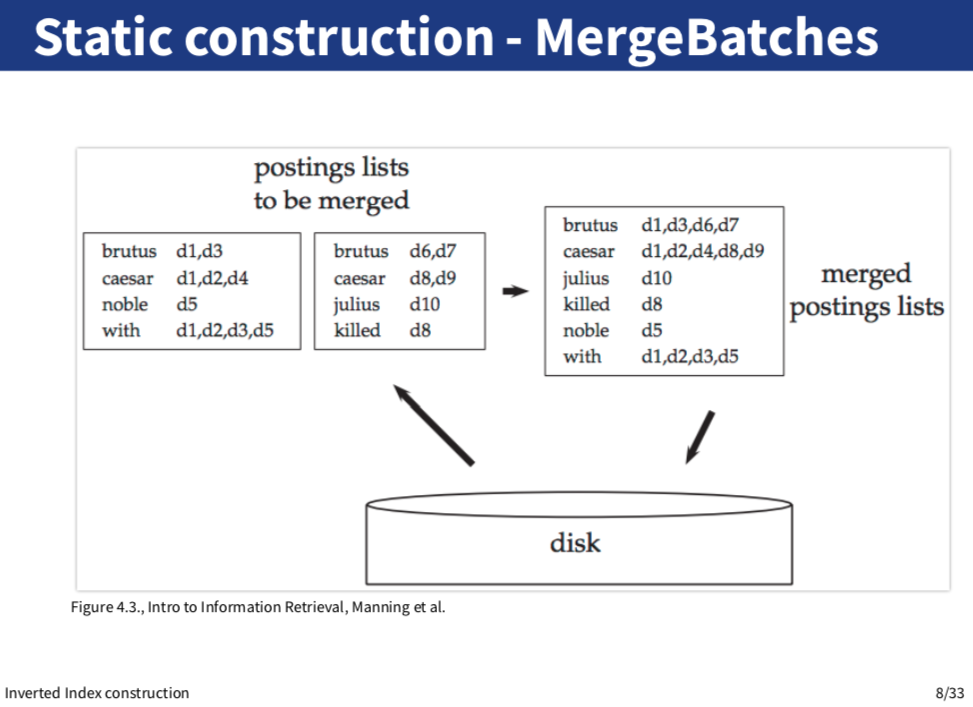 Static construction - MergeBatches
postings lists
to be merged
brutus d1,d3
caesar d1,d2,d4
noble d5
with d1,d2,d3,d5
brutus d6,d7
caesar d8,d9
julius d10
killed d8
brutus d1,d3,d6,d7
caesar d1,d2,d4,d8,d9
julius d10
killed d8
noble d5
with d1,d2,d3,d5
merged
postings lists
disk
Figure 4.3., Intro to Information Retrieval, Manning et al.
Inverted Index construction
8/33